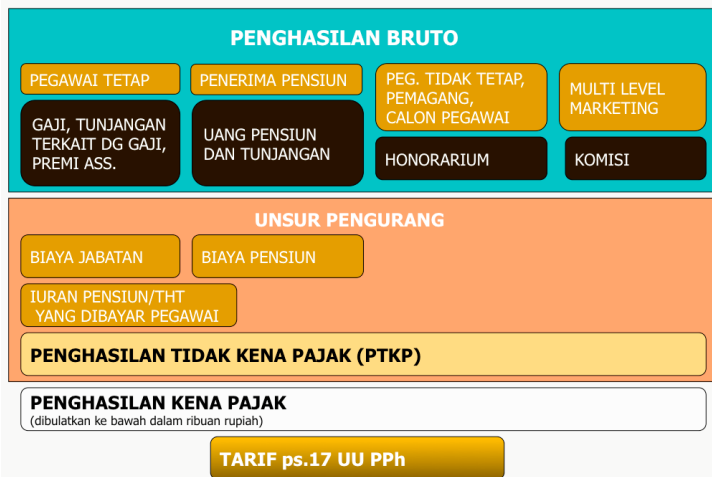 PENGHASILAN BRUTO
PEGAWAI TETAP
GAJI, TUNJANGAN
TERKAIT DG GAJI,
PREMI ASS.
PENERIMA PENSIUN
UANG PENSIUN
DAN TUNJANGAN
PEG. TIDAK TETAP,
PEMAGANG,
CALON PEGAWAI
HONORARIUM
MULTI LEVEL
MARKETING
KOMISI
UNSUR PENGURANG
BIAYA JABATAN
BIAYA PENSIUN
IURAN PENSIUN/THT
YANG DIBAYAR PEGAWAI
PENGHASILAN TIDAK KENA PAJAK (PTKP)
PENGHASILAN KENA PAJAK
(dibulatkan ke bawah dalam ribuan rupiah)
TARIF ps.17 UU PPh